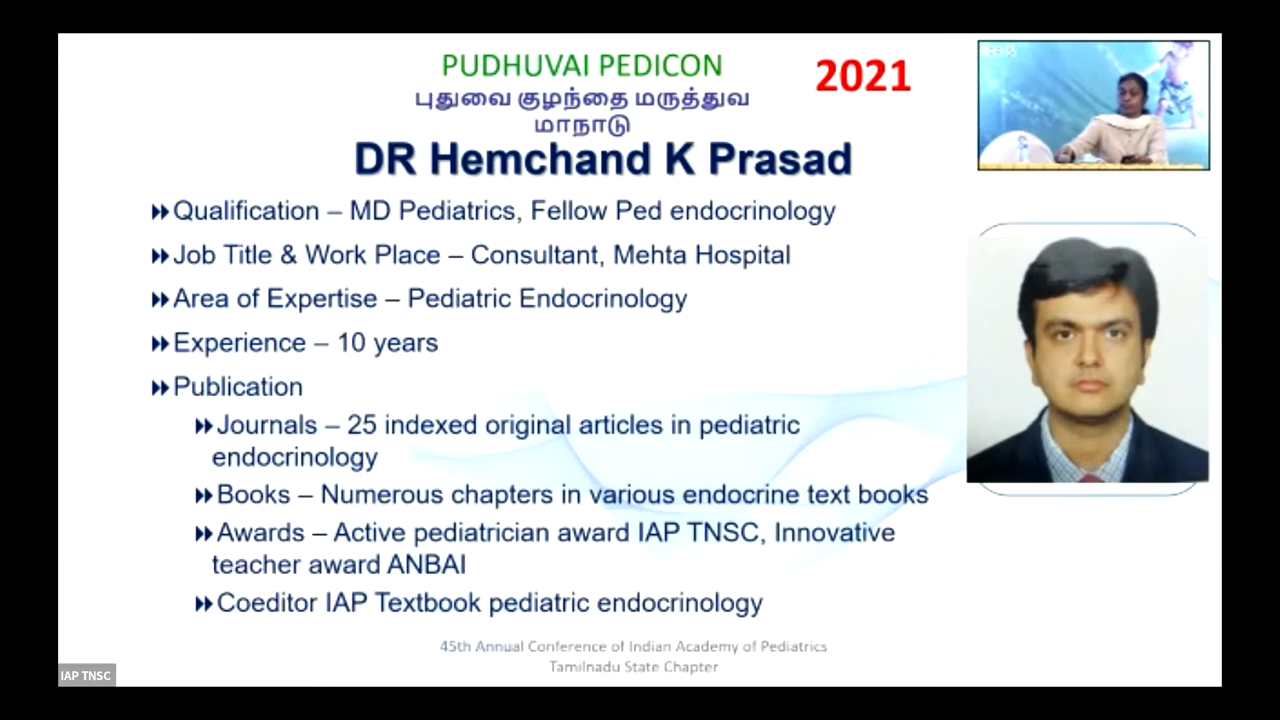 PUDHUVAI PEDICON
2021
புதுவை குழந்தை மருத்துவ
மாநாடு
DR Hemchand K Prasad
Qualification – MD Pediatrics, Fellow Ped endocrinology
Job Title & Work Place – Consultant, Mehta Hospital
Area of Expertise – Pediatric Endocrinology
Experience – 10 years
Publication
Journals – 25 indexed original articles in pediatric
endocrinology
Books – Numerous chapters in various endocrine text books
Awards – Active pediatrician award IAP TNSC, Innovative
teacher award ANBAI
Coeditor IAP Textbook pediatric endocrinology
45th Annual Conference of Indian Academy of Pediatrics
Tamilnadu State Chapter
IAP TNSC